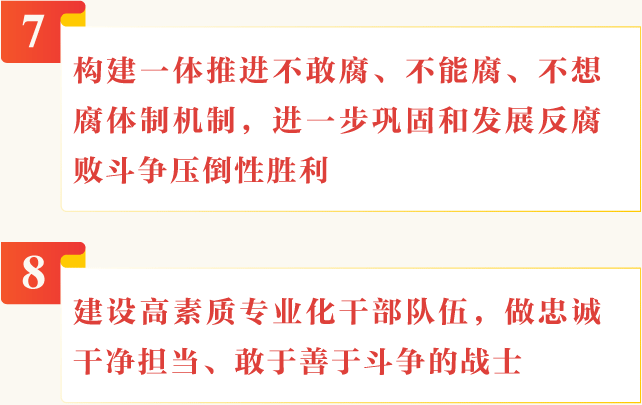 7
构建一体推进不敢腐、不能腐、不想
腐体制机制，进一步巩固和发展反腐
败斗争压倒性胜利
8
建设高素质专业化干部队伍，做忠诚
干净担当、敢于善于斗争的战士